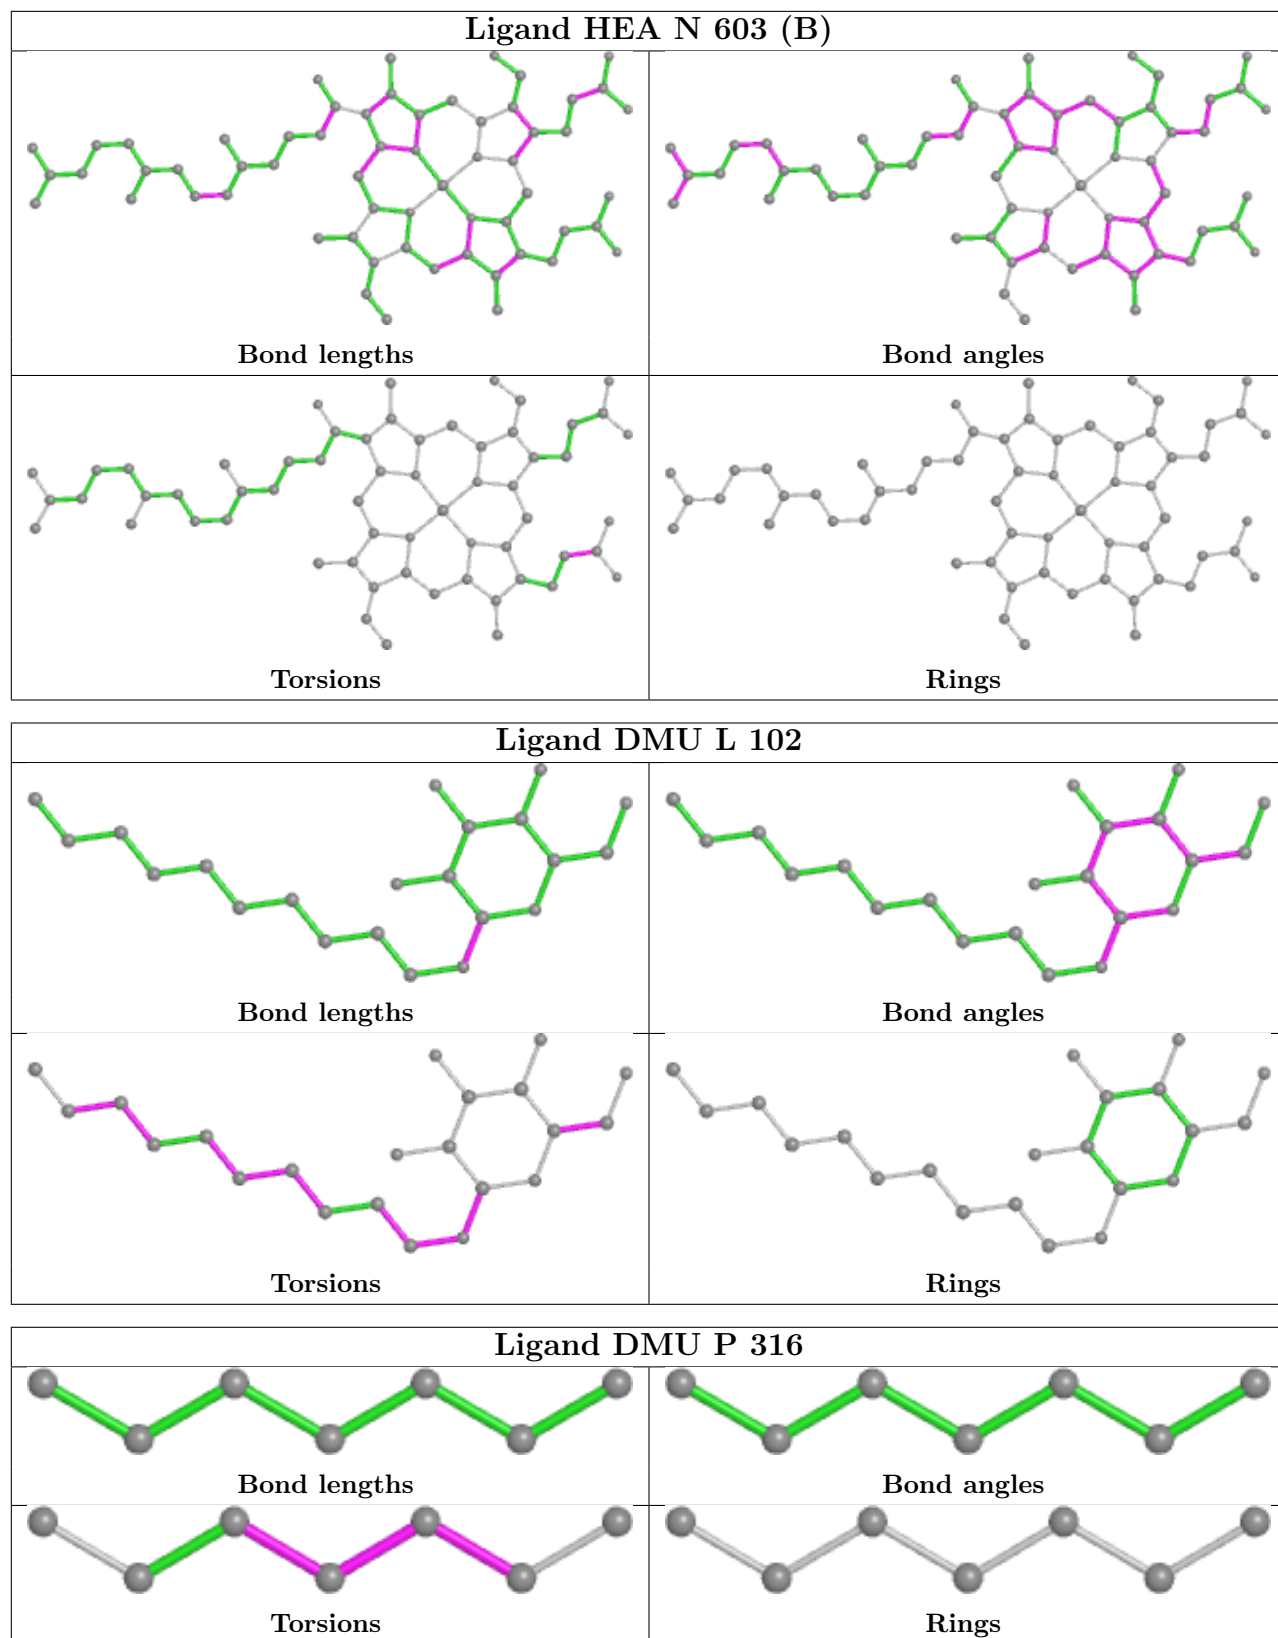 Ligand HEA N 603 (B)
Bond lengths
Bond angles
Torsions
Rings
Ligand DMU L 102
Bond lengths
Bond angles
Torsions
Rings
Ligand DMU P 316
Bond lengths
Bond angles
Torsions
Rings